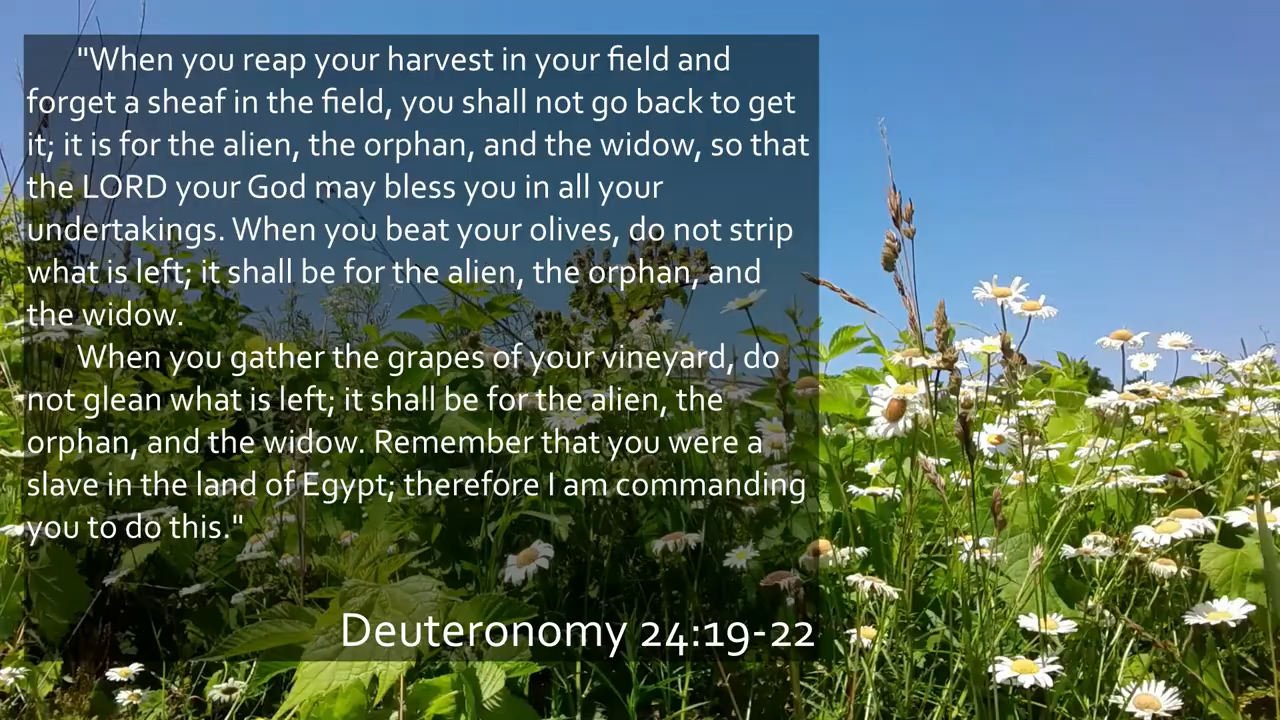 "When you reap your harvest in your field and
forget a sheaf in the field, you shall not go back to get
it; it is for the alien, the orphan, and the widow, so that
the LORD your God may bless you in all your
undertakings. When you beat your olives, do not strip
what is left; it shall be for the alien, the orphan, and
the widow.
When you gather the grapes of your vineyard, do
not glean what is left; it shall be for the alien, the
orphan, and the widow. Remember that you were a
slave in the land of Egypt; therefore I am commanding
you to do this."
Deuteronomy 24:19-22